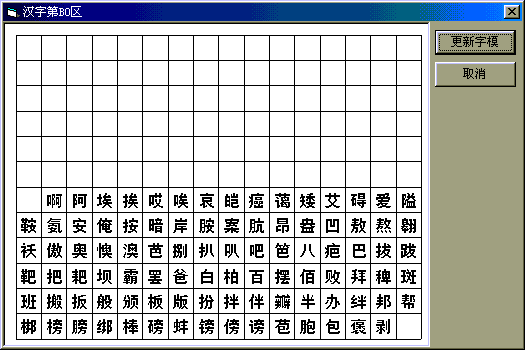 汉字第B0区
更新字模
取消
啊阿埃挨哎唉哀皑癌蔼矮艾碍爱隘
鞍氨安俺按暗岸胺案肮昂盎凹敖熬翱
袄傲奥懊澳芭捌扒叭吧笆八疤巴拔跋
靶把耙坝霸罢爸白柏百摆佰败拜稗斑
班搬扳般颁板版扮拌伴瓣半办绊邦帮
梆榜膀绑棒磅蚌镑傍谤苞胞包褒剥